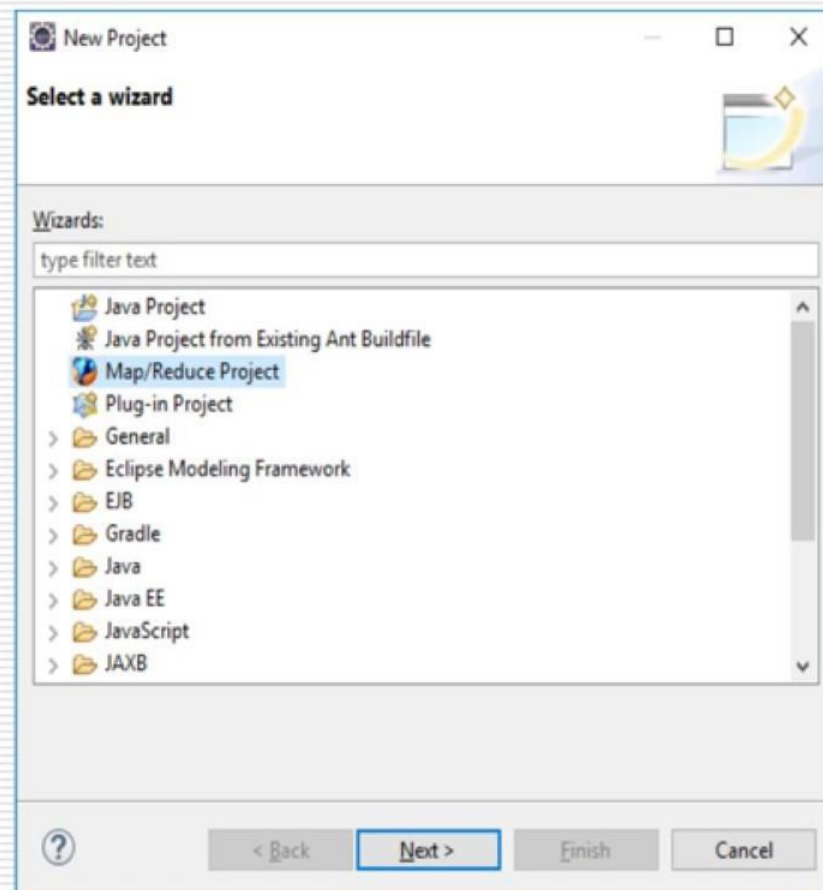 New Project
Select a wizard
Wizards:
type filter text
Java Project
Java Project from Existing Ant Buildfile
Map/Reduce Project
Plug-in Project
General
Eclipse Modeling Framework
EJB
Gradle
Java
Java EE
JavaScript
JAXB
? < Back Next > Finish Cancel